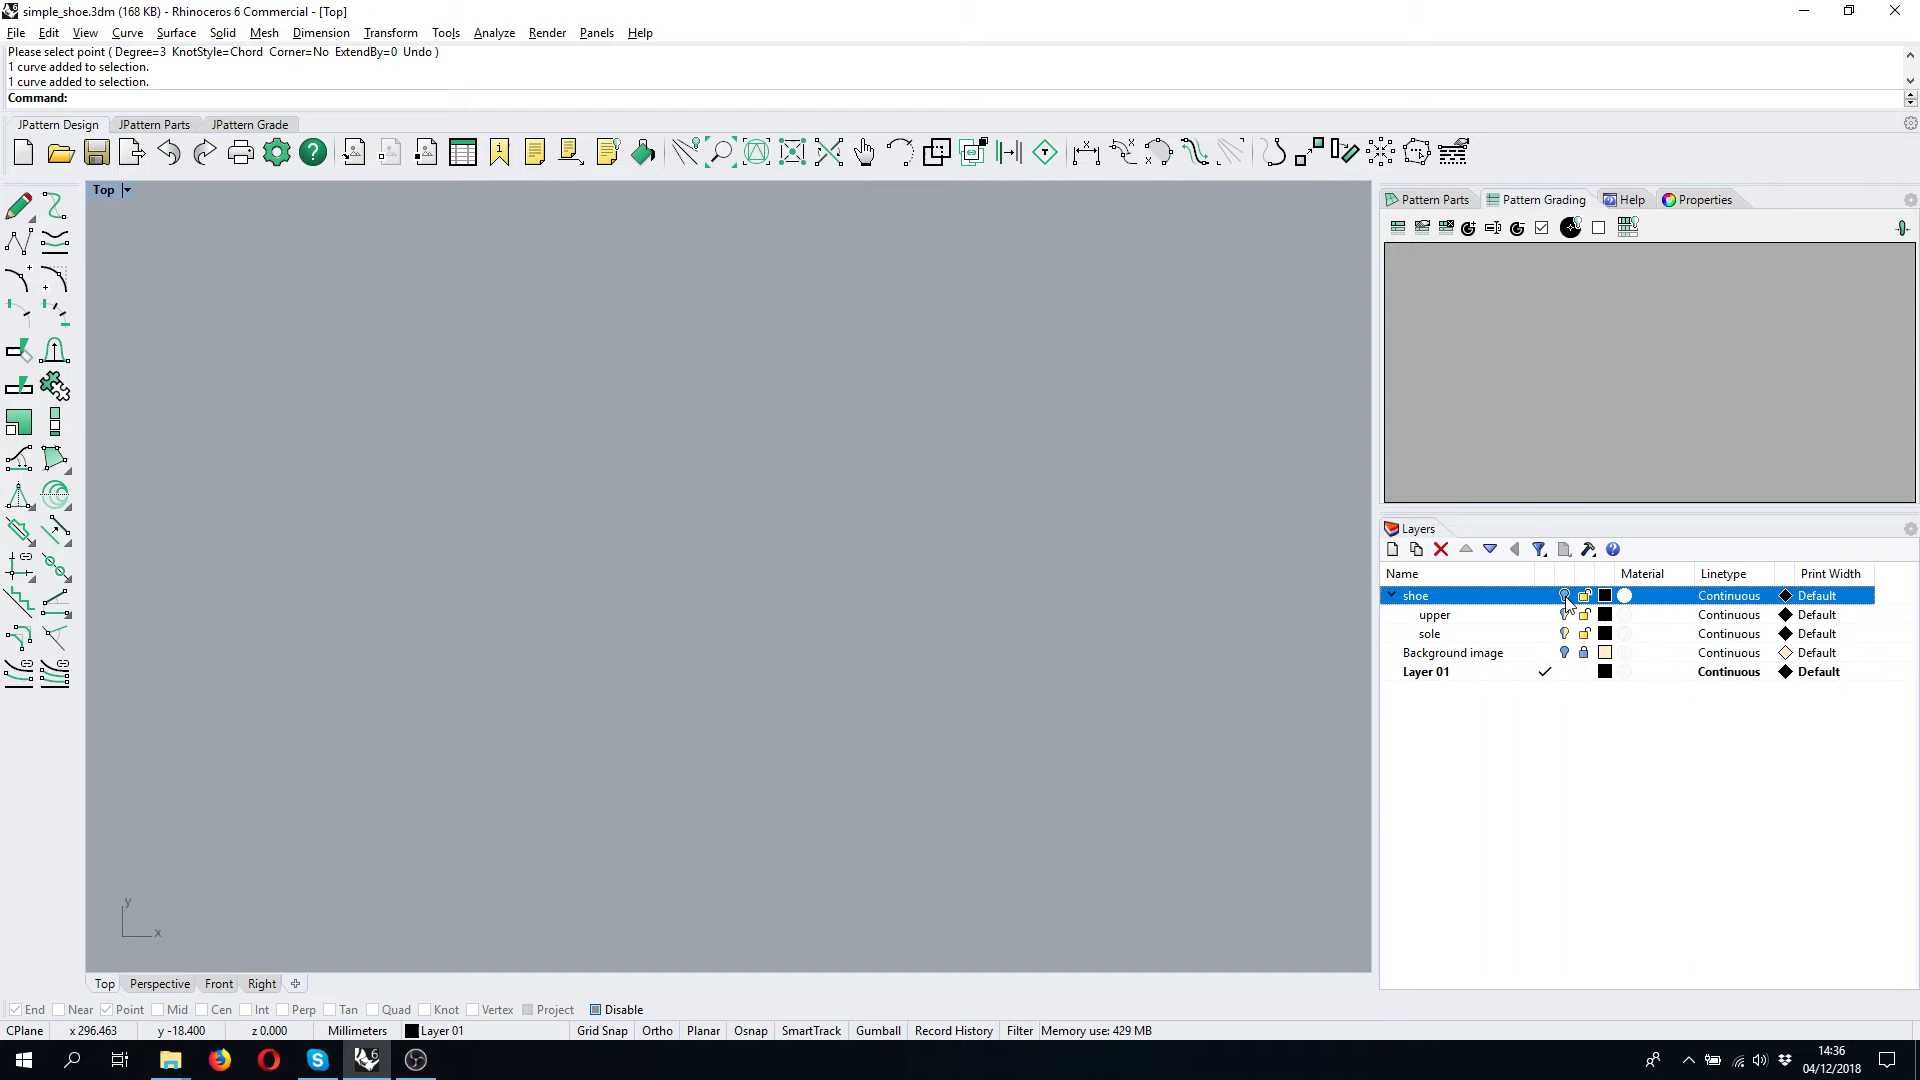 simple_shoe.3dm (168 KB) - Rhinoceros 6 Commercial - [Top]
File Edit View Curve Surface Solid Mesh Dimension Transform Tools Analyze Render Panels Help
Please select point ( Degree=3 KnotStyle=Chord Corner=No ExtendBy=0 Undo )
1 curve added to selection.
1 curve added to selection.
Command:
JPattern Design JPattern Parts JPattern Grade
Top
Pattern Parts Pattern Grading Help Properties
Layers
Name Material Linetype Print Width
shoe Continuous Default
upper Continuous Default
sole Continuous Default
Background image Continuous Default
Layer 01 Continuous Default
y
x
Top Perspective Front Right
End Near Point Mid Cen Int Perp Tan Quad Knot Vertex Project Disable
CPlane x 296.463 y -18.400 z 0.000 Millimeters Layer 01 Grid Snap Ortho Planar Osnap SmartTrack Gumball Record History Filter Memory use: 429 MB
14:36
04/12/2018